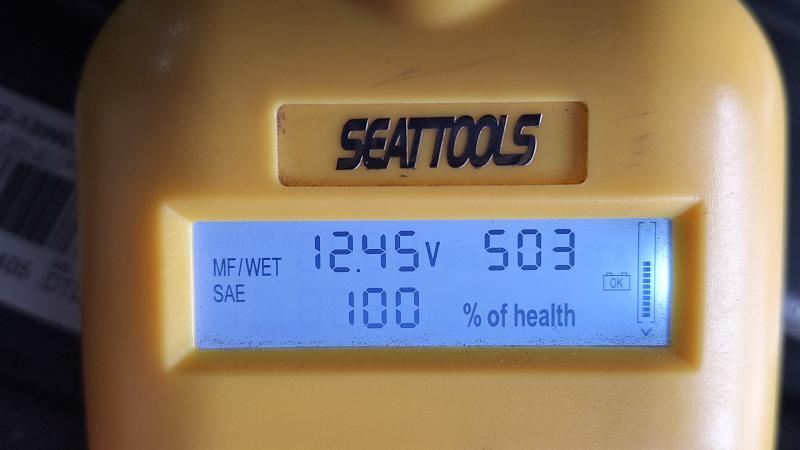 SEATTOOLS
MF/WET 12.45V 503
OK
SAE 100 % of health